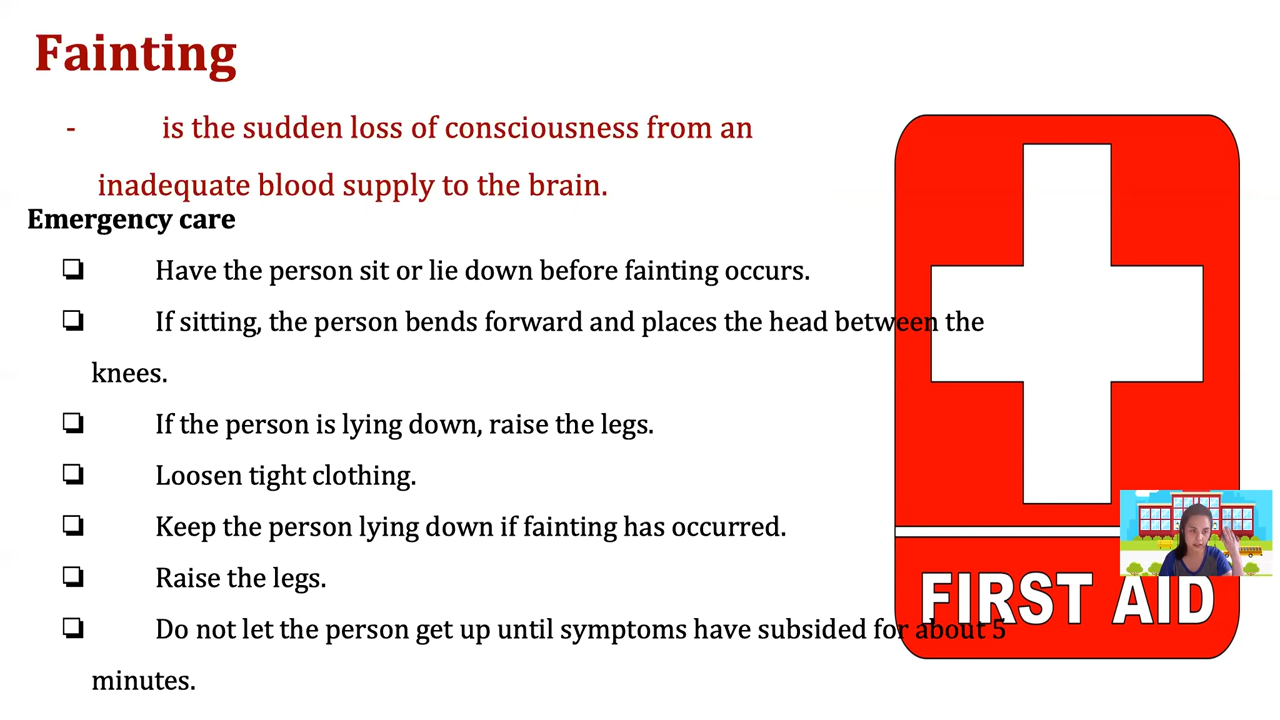 Fainting
- is the sudden loss of consciousness from an
inadequate blood supply to the brain.
Emergency care
❏ Have the person sit or lie down before fainting occurs.
❏ If sitting, the person bends forward and places the head between the
knees.
❏ If the person is lying down, raise the legs.
❏ Loosen tight clothing.
❏ Keep the person lying down if fainting has occurred.
❏ Raise the legs.
❏ Do not let the person get up until symptoms have subsided for about 5
minutes.
FIRST AID